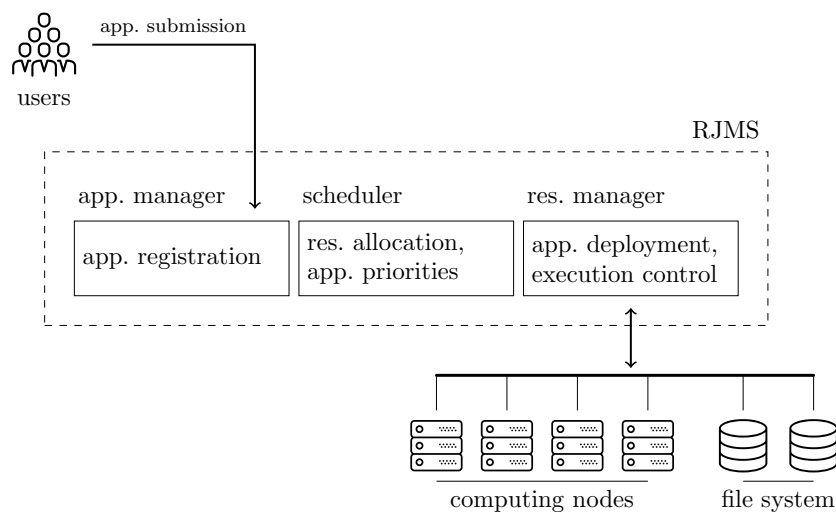 app. submission
users
RJMS
app. manager
scheduler
res. manager
app. registration
res. allocation,
app. priorities
app. deployment,
execution control
computing nodes
file system